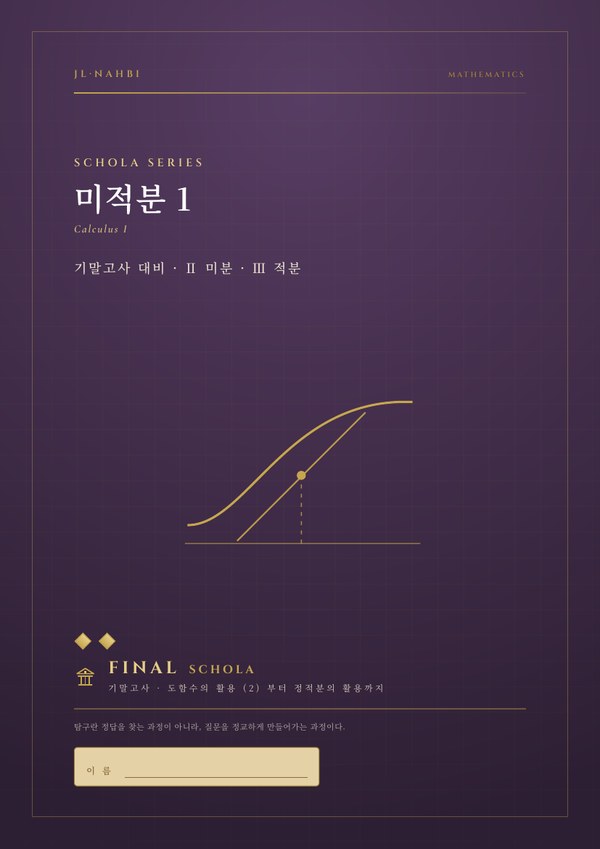 JL·NAHBI
MATHEMATICS
SCHOLA SERIES
미적분 1
Calculus I
기말고사 대비 · Ⅱ 미분 · Ⅲ 적분
FINAL SCHOLA
기말고사 · 도함수의 활용 (2) 부터 정적분의 활용까지
탐구란 정답을 찾는 과정이 아니라, 질문을 정교하게 만들어가는 과정이다.
이 름